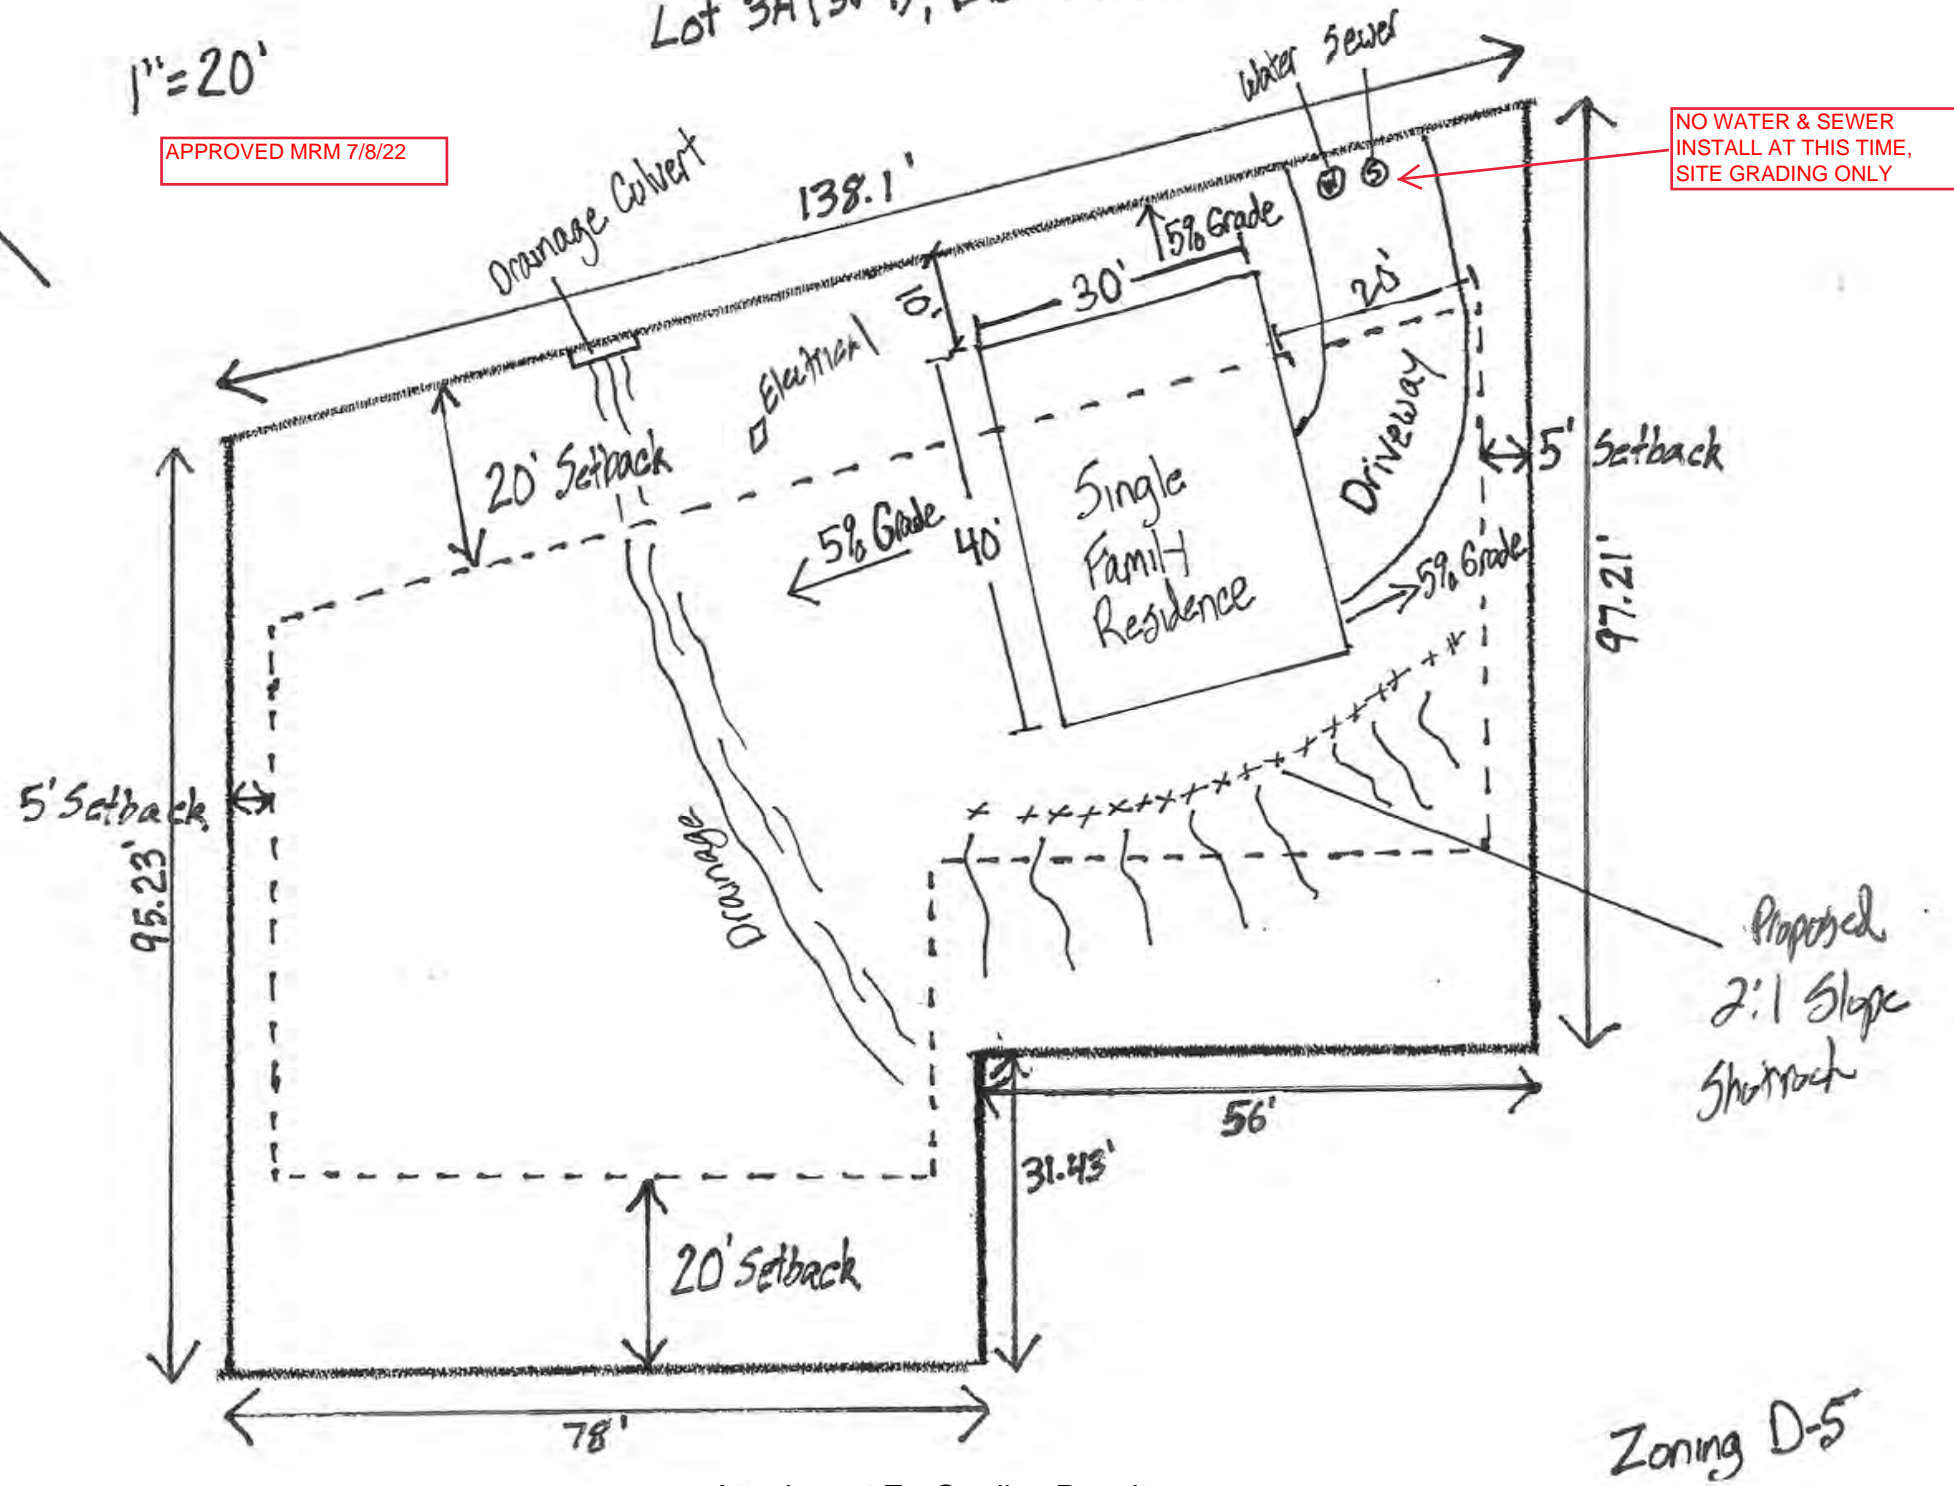 Lot 3A
1"=20'
APPROVED MRM 7/8/22
Water Sewer
NO WATER & SEWER
INSTALL AT THIS TIME,
SITE GRADING ONLY
Drainage Culvert
138.1'
W
S
5% Grade
10'
30'
20'
Electrical
20' Setback
Driveway
5' Setback
5% Grade
40'
Single
Family
Residence
5% Grade
97.21'
5' Setback
95.23'
Drainage
Proposed
2:1 Slope
Shotrock
56'
31.43'
20' Setback
78'
Zoning D-5